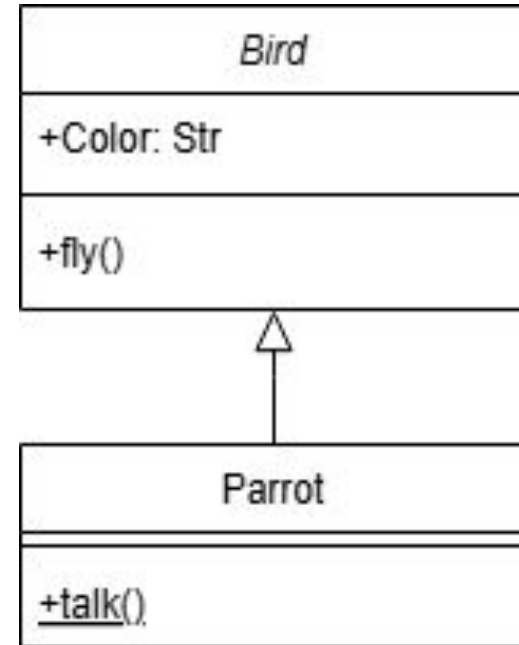 Bird
+Color: Str
+fly()
Parrot
+talk()